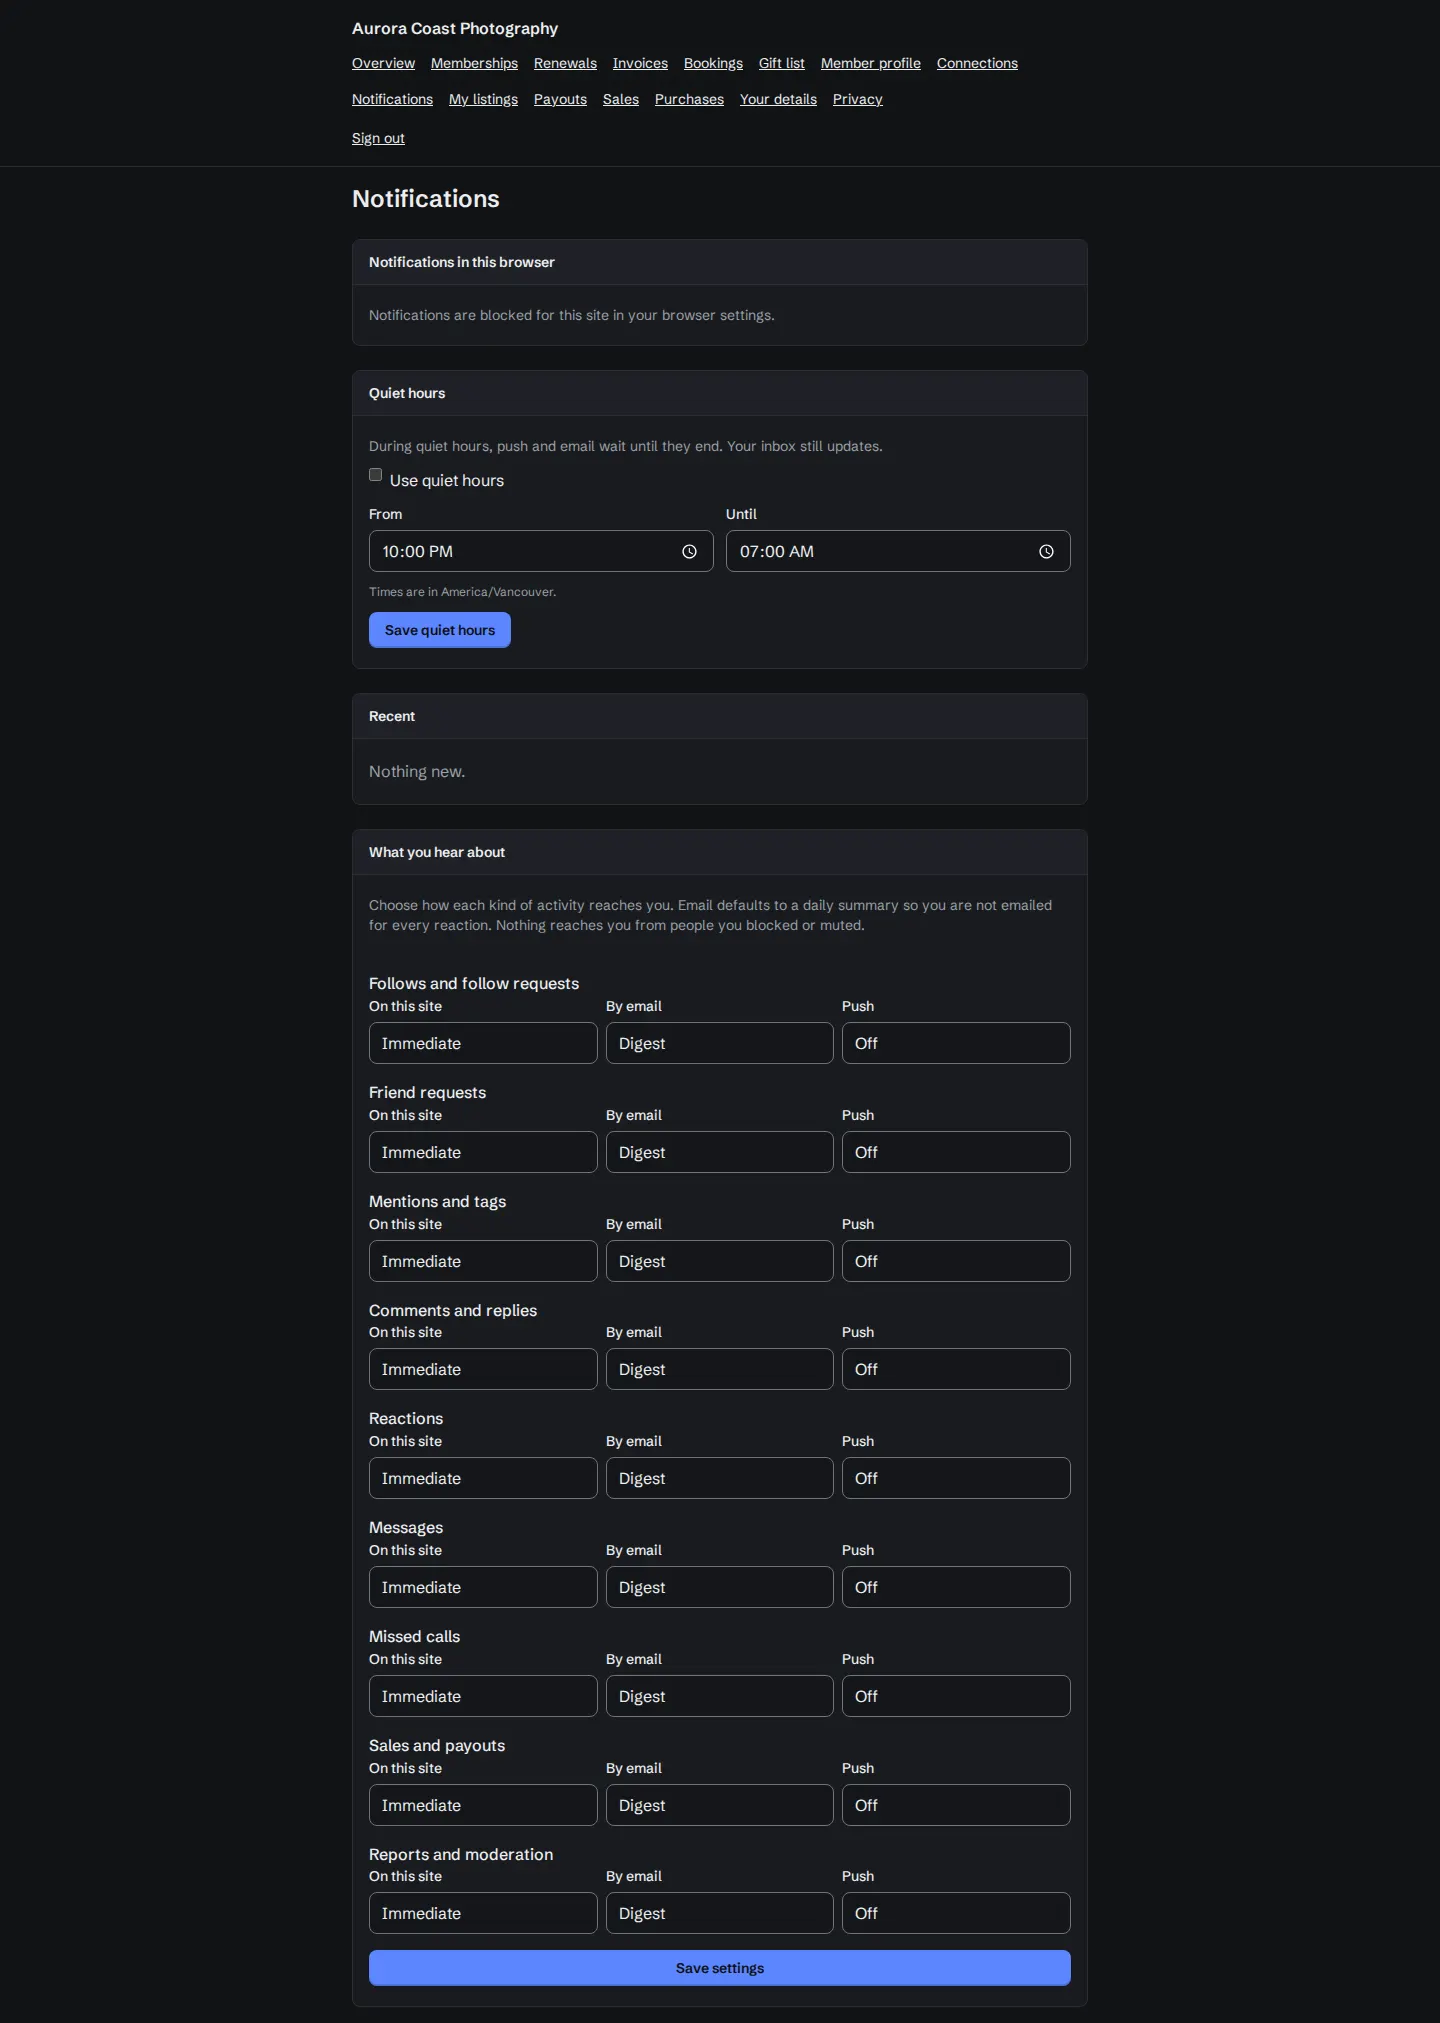 Aurora Coast Photography
Overview Memberships Renewals Invoices Bookings Gift list Member profile Connections
Notifications My listings Payouts Sales Purchases Your details Privacy
Sign out
Notifications
Notifications in this browser
Notifications are blocked for this site in your browser settings.
Quiet hours
During quiet hours, push and email wait until they end. Your inbox still updates.
Use quiet hours
From Until
10:00 PM 07:00 AM
Times are in America/Vancouver.
Save quiet hours
Recent
Nothing new.
What you hear about
Choose how each kind of activity reaches you. Email defaults to a daily summary so you are not emailed
for every reaction. Nothing reaches you from people you blocked or muted.
Follows and follow requests
On this site By email Push
Immediate Digest Off
Friend requests
On this site By email Push
Immediate Digest Off
Mentions and tags
On this site By email Push
Immediate Digest Off
Comments and replies
On this site By email Push
Immediate Digest Off
Reactions
On this site By email Push
Immediate Digest Off
Messages
On this site By email Push
Immediate Digest Off
Missed calls
On this site By email Push
Immediate Digest Off
Sales and payouts
On this site By email Push
Immediate Digest Off
Reports and moderation
On this site By email Push
Immediate Digest Off
Save settings